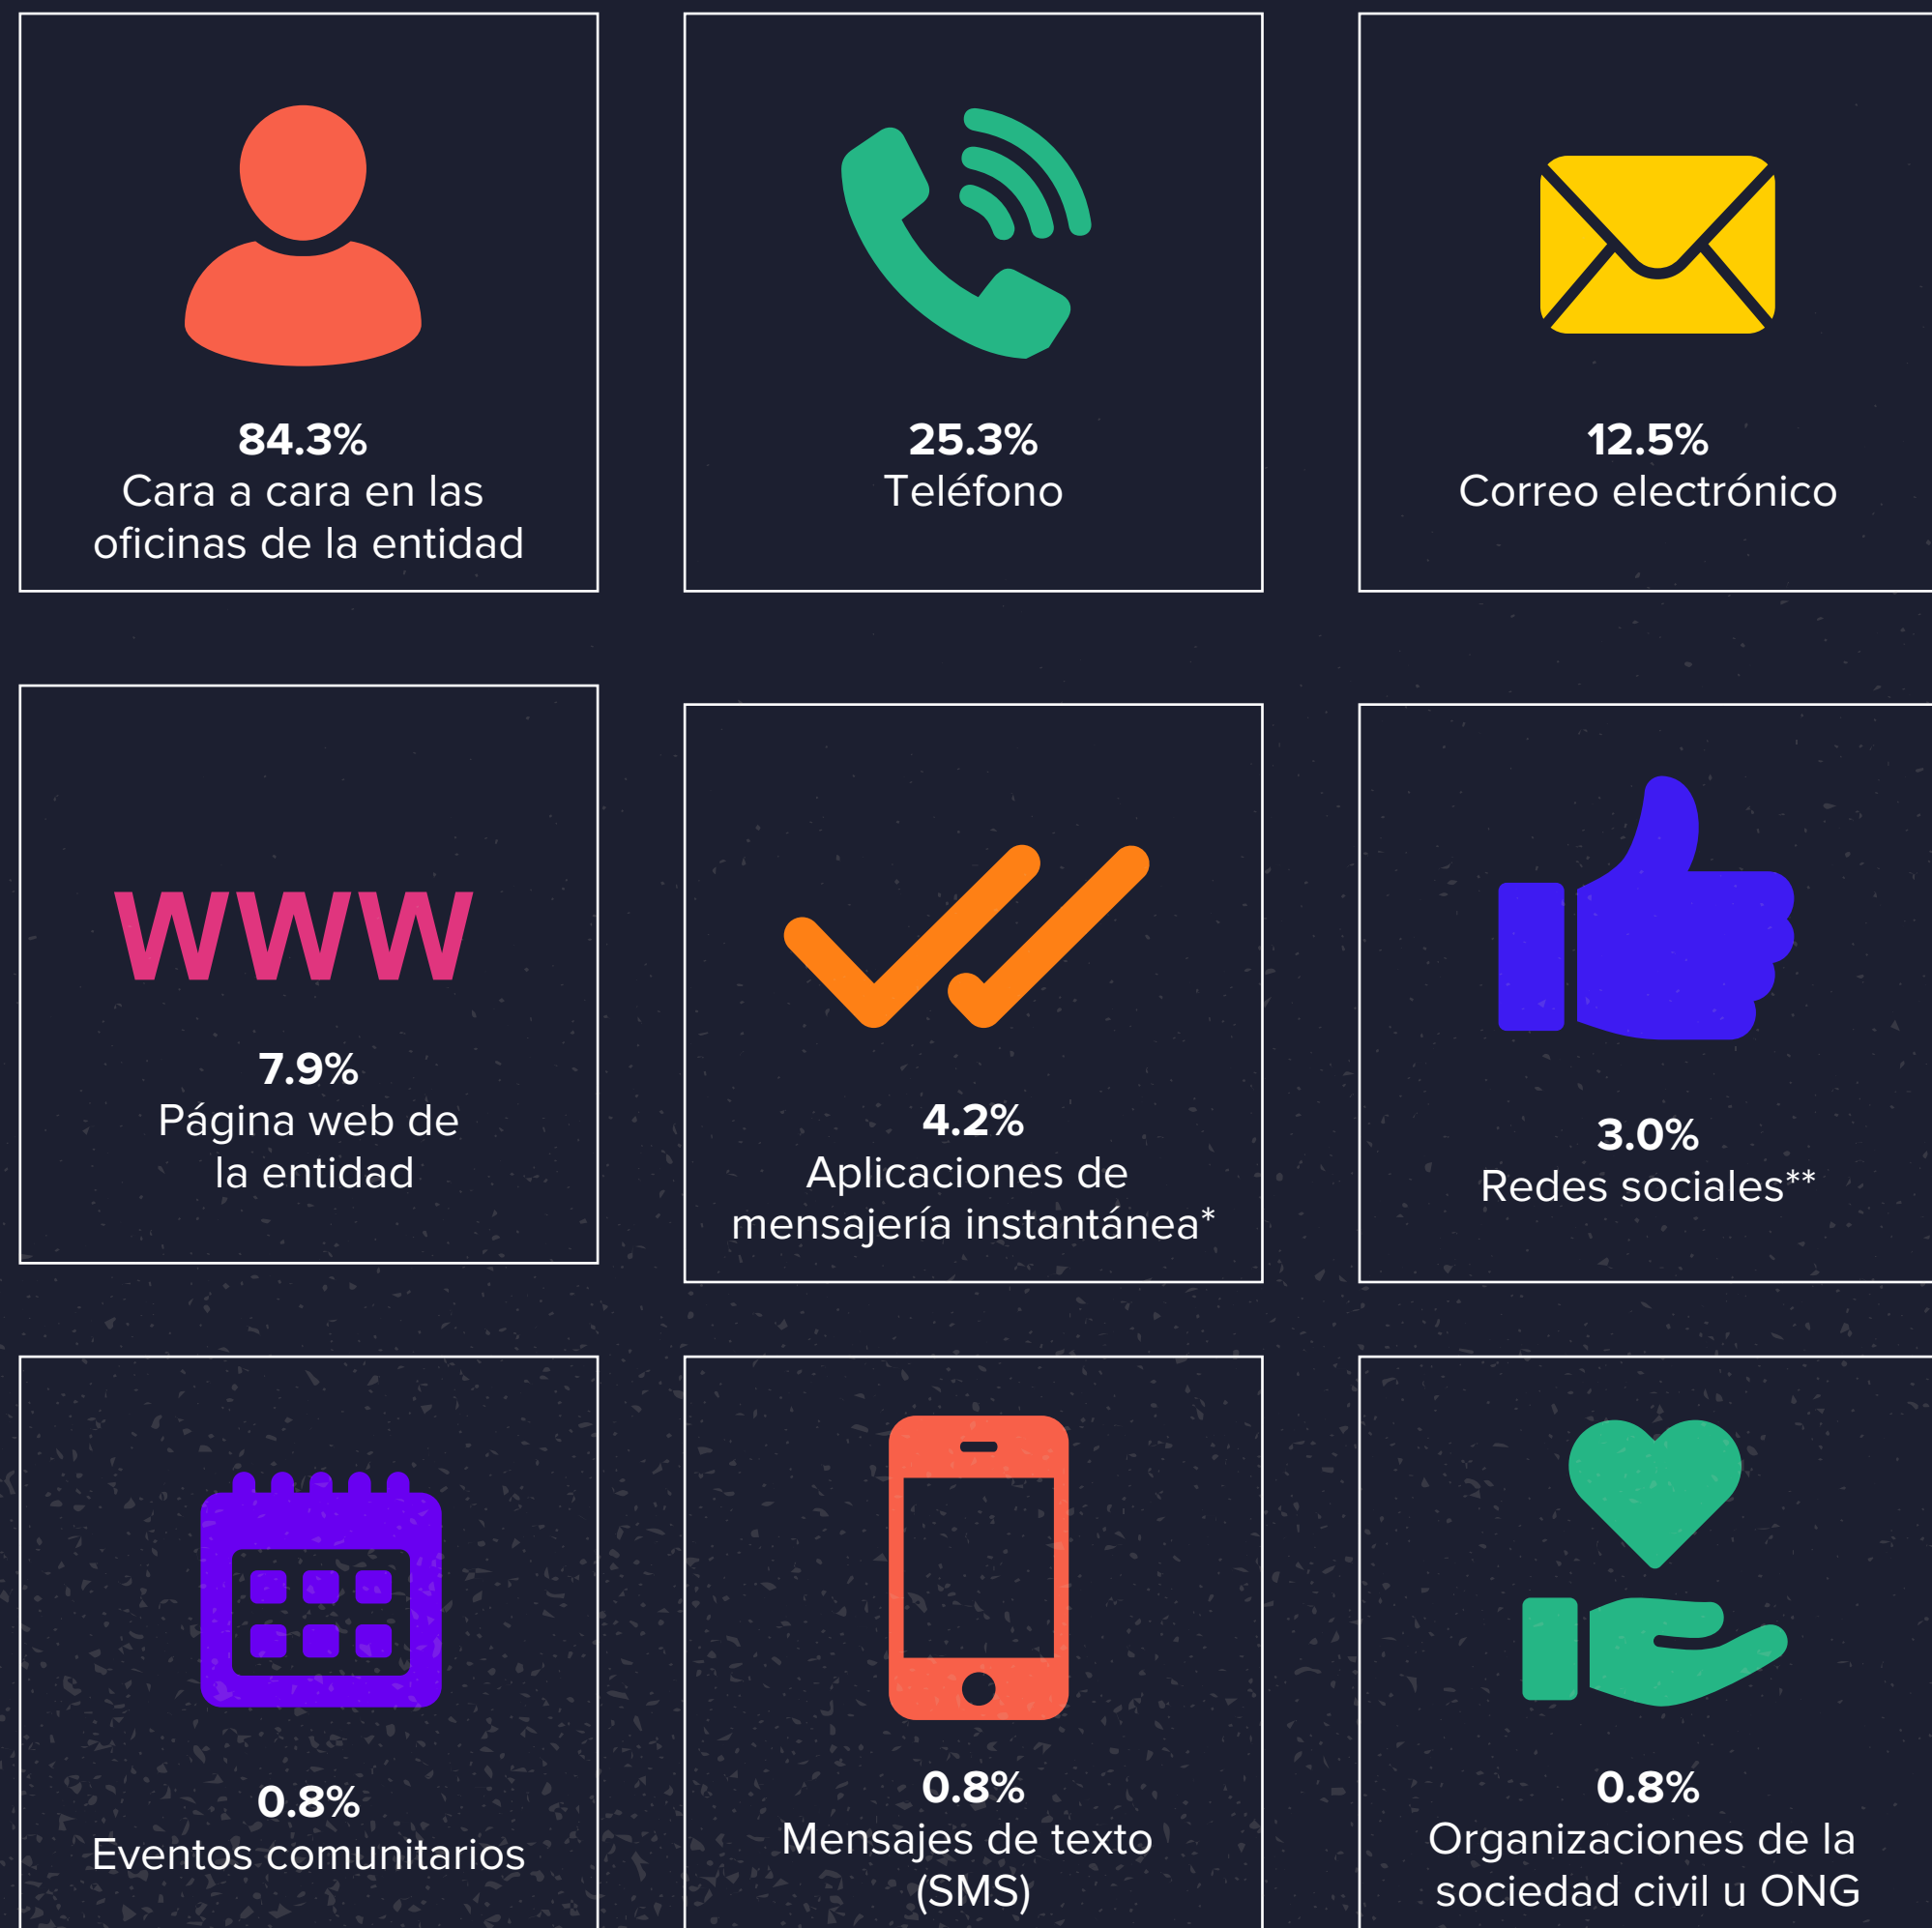 84.3%
Cara a cara en las
oficinas de la entidad
25.3%
Teléfono
12.5%
Correo electrónico
www
7.9%
Página web de
la entidad
4.2%
Aplicaciones de
mensajería instantánea*
3.0%
Redes sociales**
0.8%
Eventos comunitarios
0.8%
Mensajes de texto
(SMS)
0.8%
Organizaciones de la
sociedad civil u ONG